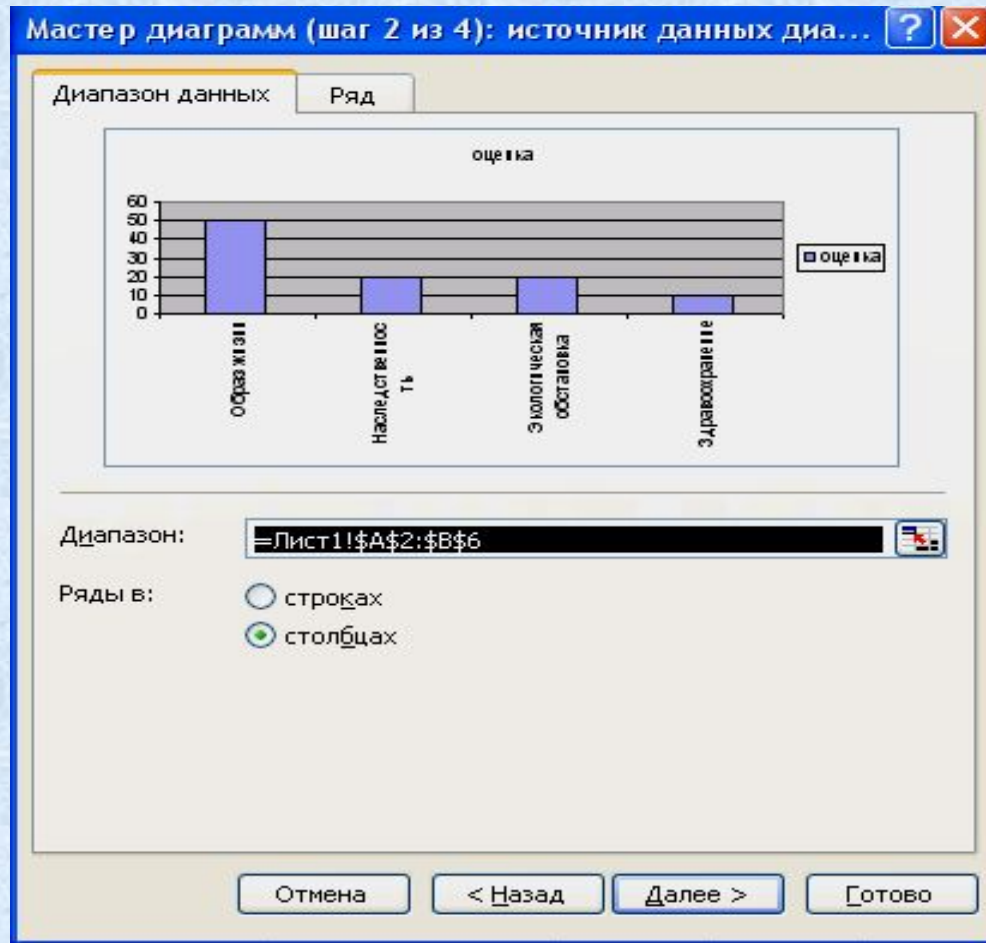 Мастер диаграмм (шаг 2 из 4): источник данных диа...
Диапазон данных
Ряд
оценка
60
50
40
30
20
10
0
оценка
Образ жизни
Наследственнос
ть
Экологическая
обстановка
Здравоохранение
Диапазон:
=Лист1!$A$2:$B$6
Ряды в:
строках
столбцах
Отмена
< Назад
Далее >
Готово